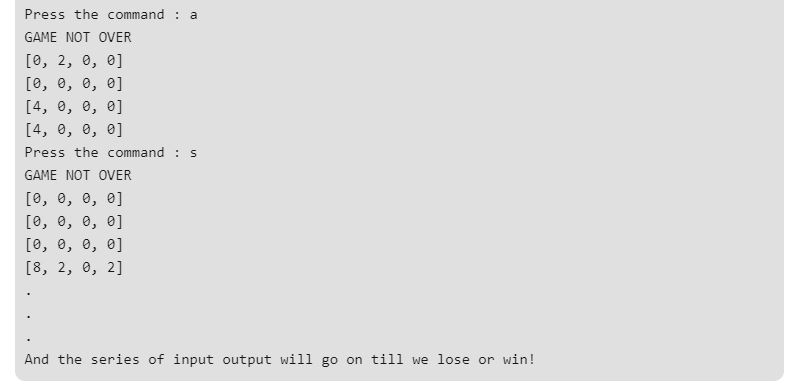 Press the command : a
GAME NOT OVER
[0, 2, 0, 0]
[0, 0, 0, 0]
[4, 0, 0, 0]
[4, 0, 0, 0]
Press the command : s
GAME NOT OVER
[0, 0, 0, 0]
[0, 0, 0, 0]
[0, 0, 0, 0]
[8, 2, 0, 2]
.
.
.
And the series of input output will go on till we lose or win!